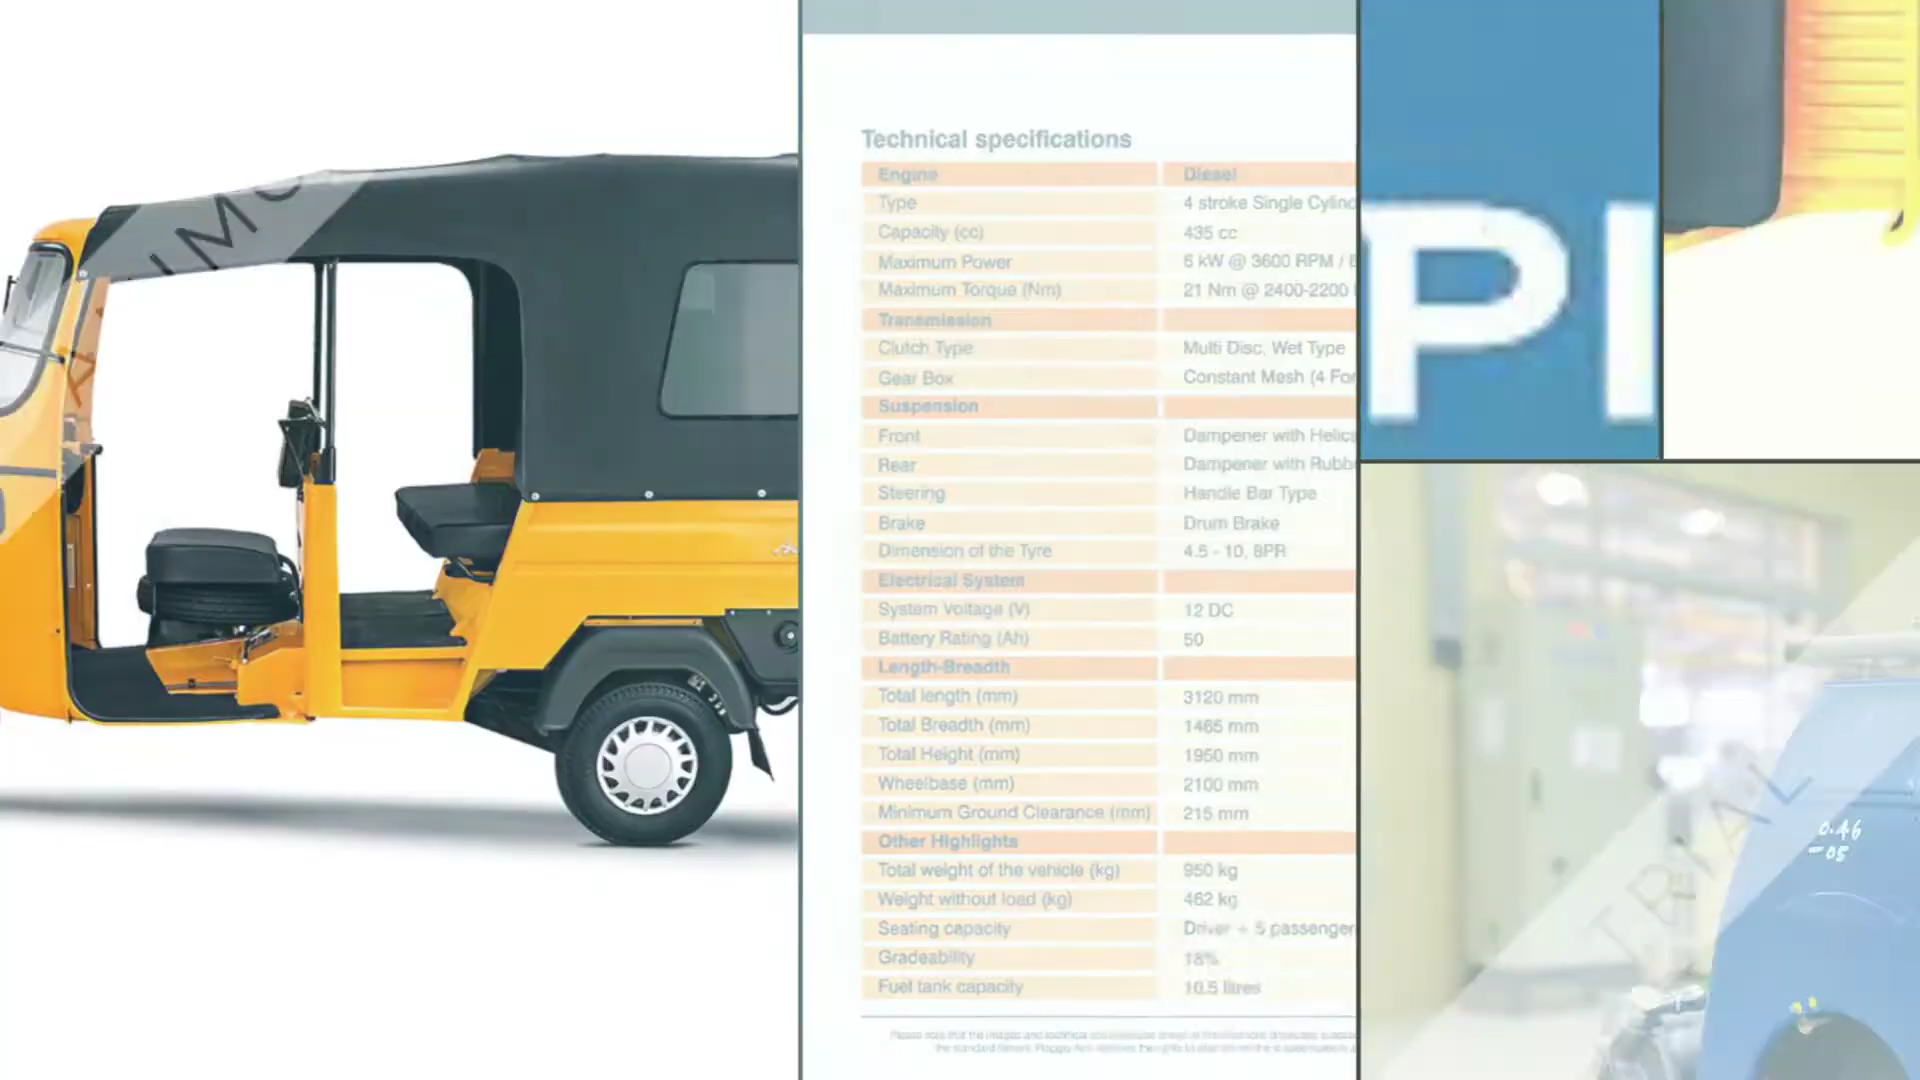 Technical specifications
Engine Diesel
Type 4 stroke Single
Capacity (cc) 435 cc
Maximum Power 6 kW @ 3600 RPM /
Maximum Torque (Nm) 21 Nm @ 2400-2200
Transmission
Clutch Type Multi Disc, Wet Type
Gear Box Constant Mesh (4
Suspension
Front Dampener with
Rear Dampener with
Steering Handle Bar Type
Brake Drum Brake
Dimension of the Tyre 4.5 - 10, 8PR
Electrical System
System Voltage (V) 12 DC
Battery Rating (Ah) 50
Length-Breadth
Total length (mm) 3120 mm
Total Breadth (mm) 1465 mm
Total Height (mm) 1950 mm
Wheelbase (mm) 2100 mm
Minimum Ground Clearance (mm) 215 mm
Other Highlights
Total weight of the vehicle (kg) 950 kg
Weight without load (kg) 462 kg
Seating capacity Driver + 5 passenger
Gradeability 18%
Fuel tank capacity 10.5 litres
PI
0.46
-05
TRIAL